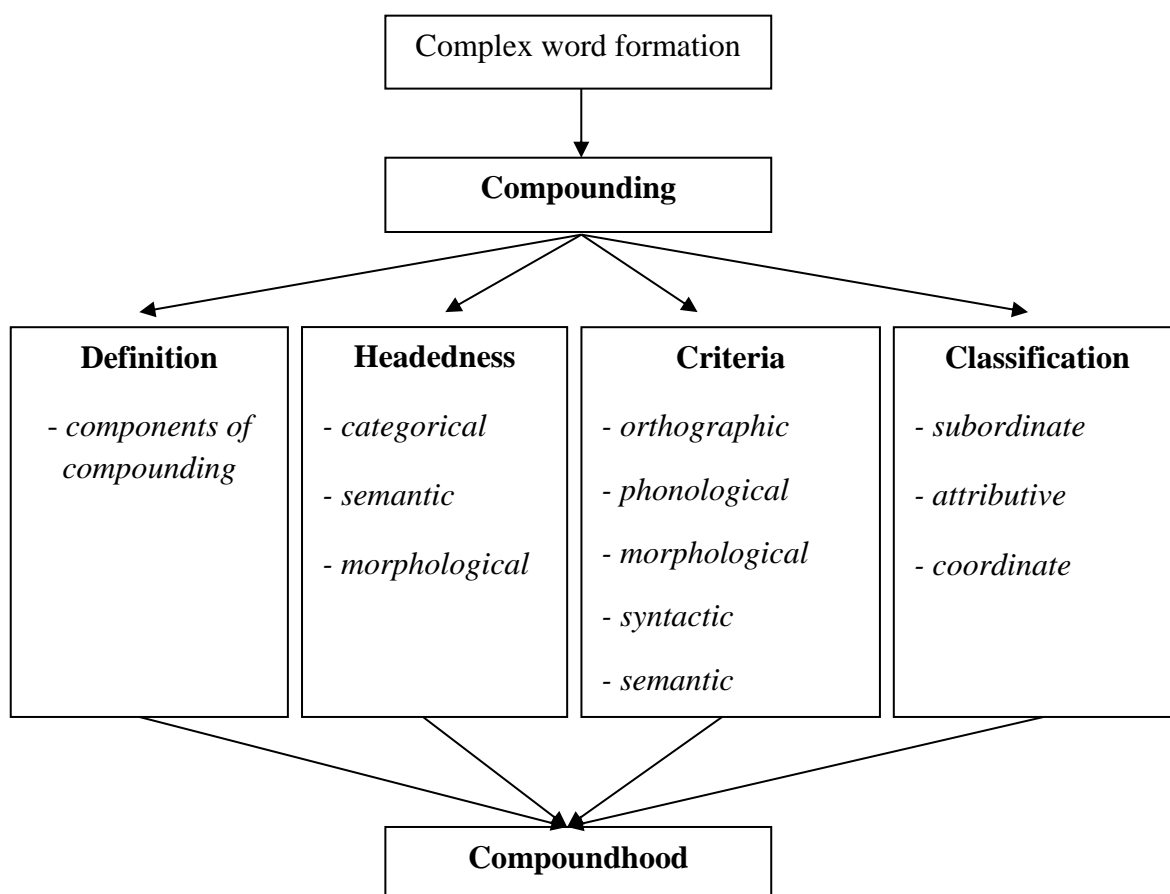 Complex word formation
Compounding
Definition
- components of
compounding
Headedness
- categorical
- semantic
- morphological
Criteria
- orthographic
- phonological
- morphological
- syntactic
- semantic
Classification
- subordinate
- attributive
- coordinate
Compoundhood